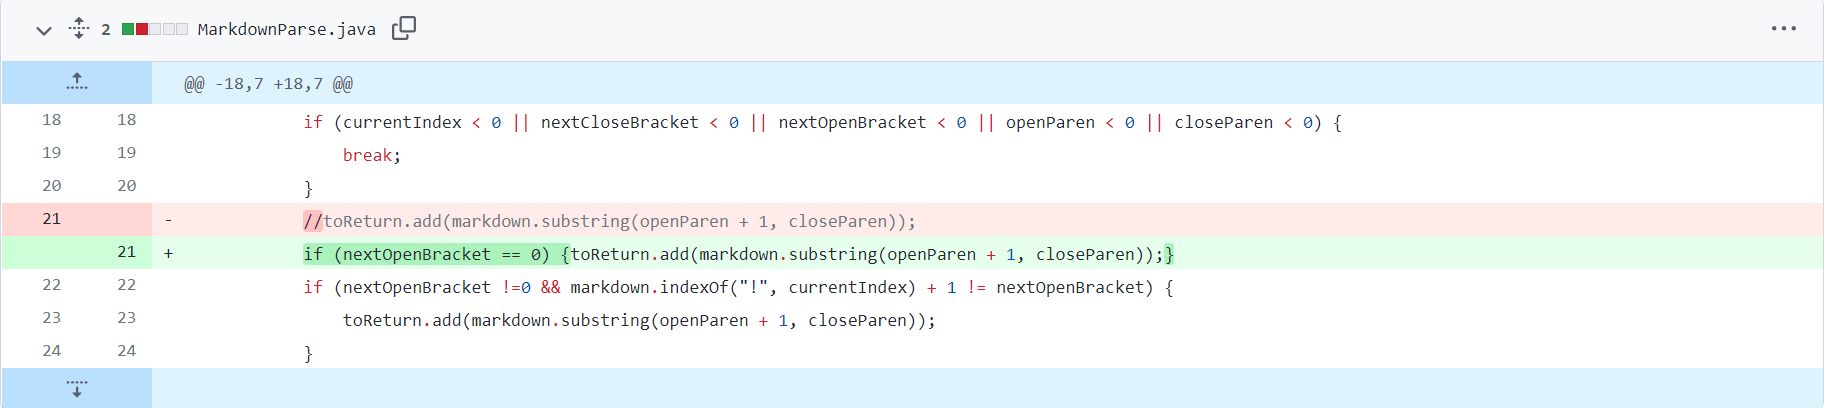 2 MarkdownParse.java
@@ -18,7 +18,7 @@
18 18 if (currentIndex < 0 || nextCloseBracket < 0 || nextOpenBracket < 0 || openParen < 0 || closeParen < 0) {
19 19 break;
20 20 }
21 - //toReturn.add(markdown.substring(openParen + 1, closeParen));
21 + if (nextOpenBracket == 0) {toReturn.add(markdown.substring(openParen + 1, closeParen));}
22 22 if (nextOpenBracket !=0 && markdown.indexOf("!", currentIndex) + 1 != nextOpenBracket) {
23 23 toReturn.add(markdown.substring(openParen + 1, closeParen));
24 24 }